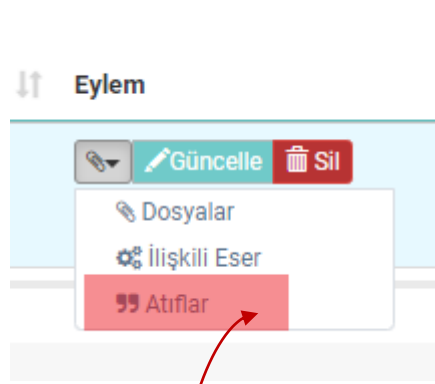 Eylem
Güncelle Sil
Dosyalar
İlişkili Eser
Atıflar